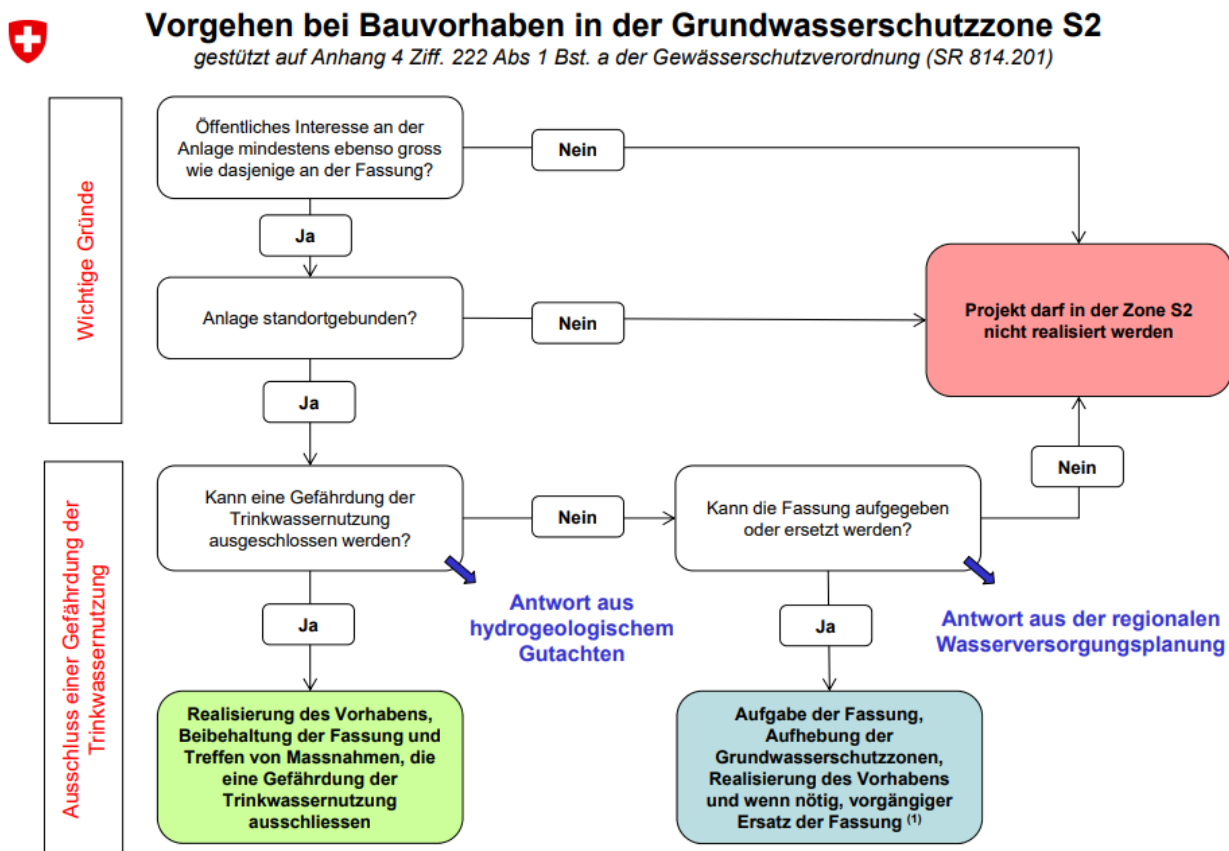 Vorgehen bei Bauvorhaben in der Grundwasserschutzzone S2
gestützt auf Anhang 4 Ziff. 222 Abs 1 Bst. a der Gewässerschutzverordnung (SR 814.201)
Wichtige Gründe
Öffentliches Interesse an der
Anlage mindestens ebenso gross
wie dasjenige an der Fassung?
Nein
Ja
Anlage standortgebunden?
Nein
Projekt darf in der Zone S2
nicht realisiert werden
Ja
Nein
Ausschluss einer Gefährdung der
Trinkwassernutzung
Kann eine Gefährdung der
Trinkwassernutzung
ausgeschlossen werden?
Nein
Kann die Fassung aufgegeben
oder ersetzt werden?
Antwort aus
hydrogeologischem
Gutachten
Antwort aus der regionalen
Wasserversorgungsplanung
Ja
Ja
Realisierung des Vorhabens,
Beibehaltung der Fassung und
Treffen von Massnahmen, die
eine Gefährdung der
Trinkwassernutzung
ausschliessen
Aufgabe der Fassung,
Aufhebung der
Grundwasserschutzzonen,
Realisierung des Vorhabens
und wenn nötig, vorgängiger
Ersatz der Fassung (1)